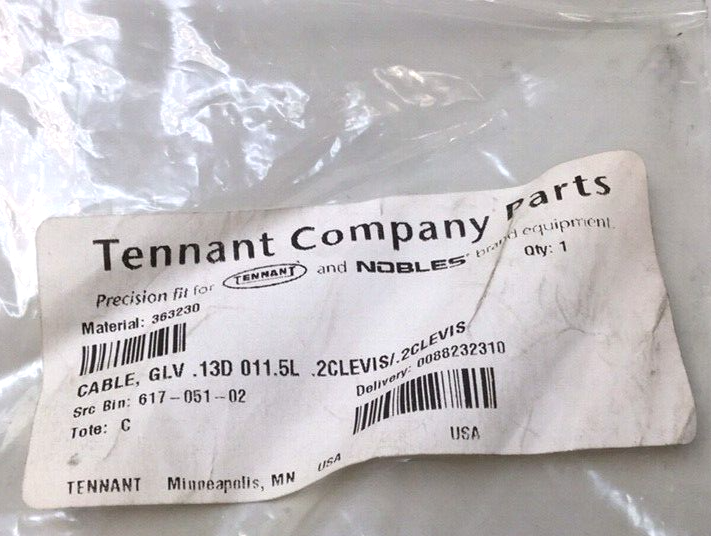 Tennant Company Parts
Precision fit for TENNANT and NOBLES brand equipment.
Material: 363230 Qty: 1
CABLE, GLV .13D 011.5L .2CLEVIS/.2CLEVIS
Src Bin: 617-051-02 Delivery: 0088232310
Tote: C
USA
TENNANT Minneapolis, MN USA